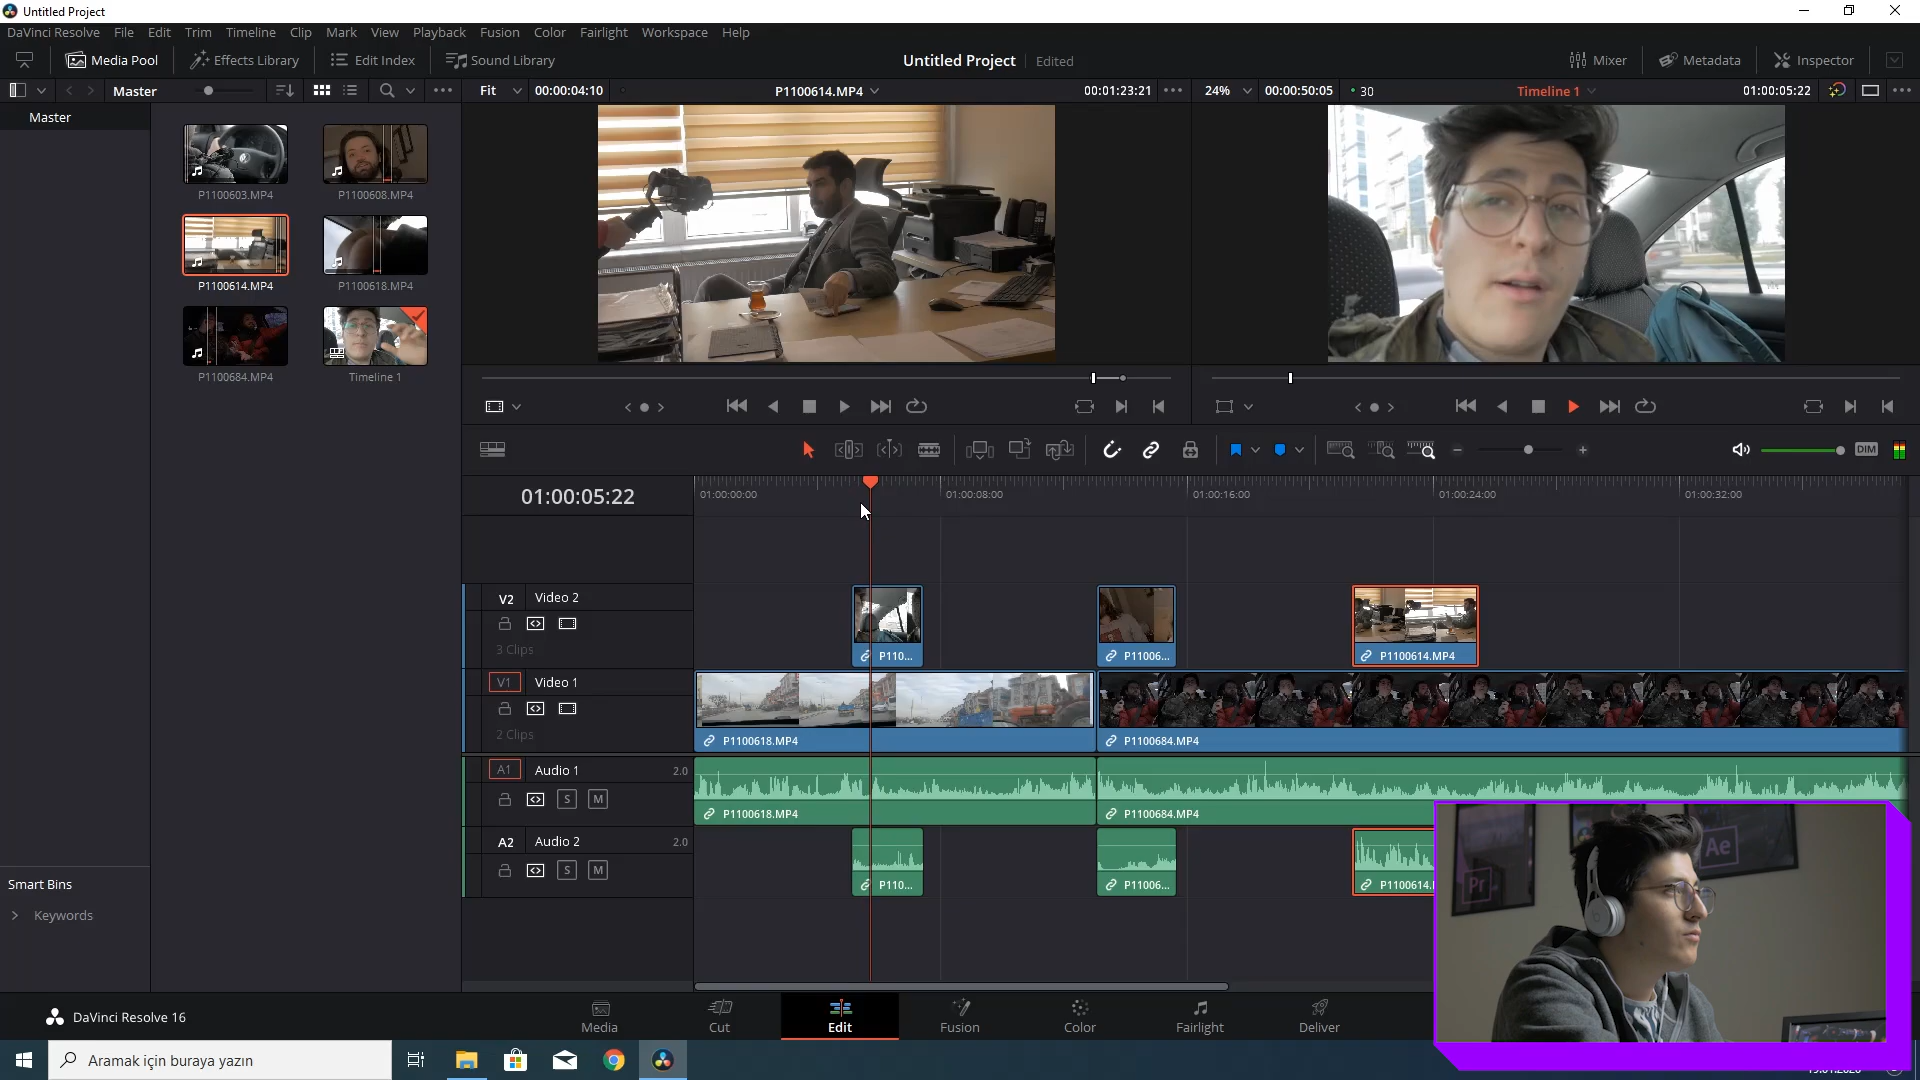 Untitled Project
DaVinci Resolve File Edit Trim Timeline Clip Mark View Playback Fusion Color Fairlight Workspace Help
Media Pool Effects Library Edit Index Sound Library Untitled Project Edited Mixer Metadata Inspector
Master Fit 00:00:04:10 P1100614.MP4 00:01:23:21 24% 00:00:50:05 30 Timeline 1 01:00:05:22
Master
P1100603.MP4 P1100608.MP4
P1100614.MP4 P1100618.MP4
P1100684.MP4 Timeline 1
DIM
01:00:05:22 01:00:00:00 01:00:08:00 01:00:16:00 01:00:24:00 01:00:32:00
V2 Video 2
3 Clips
P110... P11006... P1100614.MP4
V1 Video 1
2 Clips
P1100618.MP4 P1100684.MP4
A1 Audio 1 2.0
S M
P1100618.MP4 P1100684.MP4
A2 Audio 2 2.0
S M
P110... P11006... P1100614.
Ae
Pr
Smart Bins
Keywords
DaVinci Resolve 16
Media Cut Edit Fusion Color Fairlight Deliver
Aramak için buraya yazın